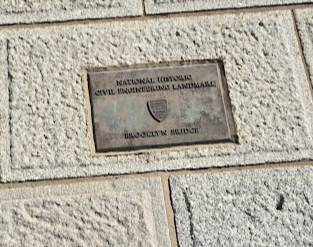 NATIONAL HISTORIC
CIVIL ENGINEERING LANDMARK
BROOKLYN BRIDGE